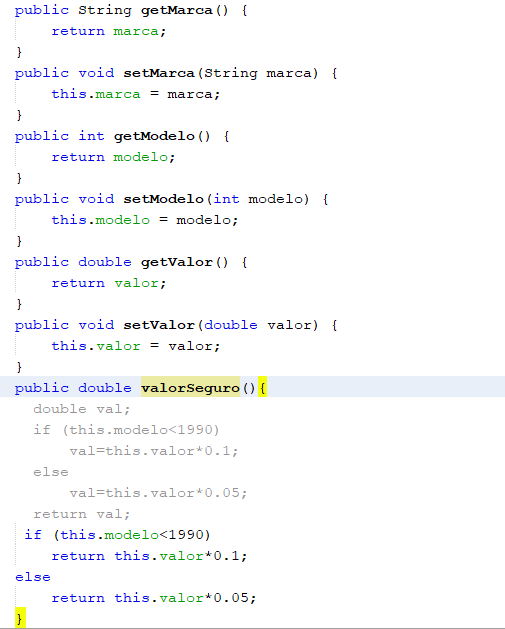 public String getMarca() {
    return marca;
}
public void setMarca(String marca) {
    this.marca = marca;
}
public int getModelo() {
    return modelo;
}
public void setModelo(int modelo) {
    this.modelo = modelo;
}
public double getValor() {
    return valor;
}
public void setValor(double valor) {
    this.valor = valor;
}
public double valorSeguro(){
  double val;
  if (this.modelo<1990)
      val=this.valor*0.1;
  else
      val=this.valor*0.05;
  return val;
 if (this.modelo<1990)
    return this.valor*0.1;
else
    return this.valor*0.05;
}